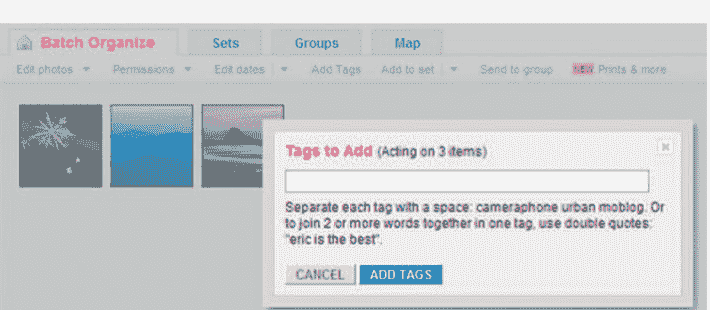 Batch Organize Sets Groups Map
Edit photos Permissions Edit dates Add Tags Add to set Send to group NEW Prints & more
Tags to Add (Acting on 3 items)
Separate each tag with a space: cameraphone urban moblog. Or
to join 2 or more words together in one tag, use double quotes:
"eric is the best".
CANCEL ADD TAGS